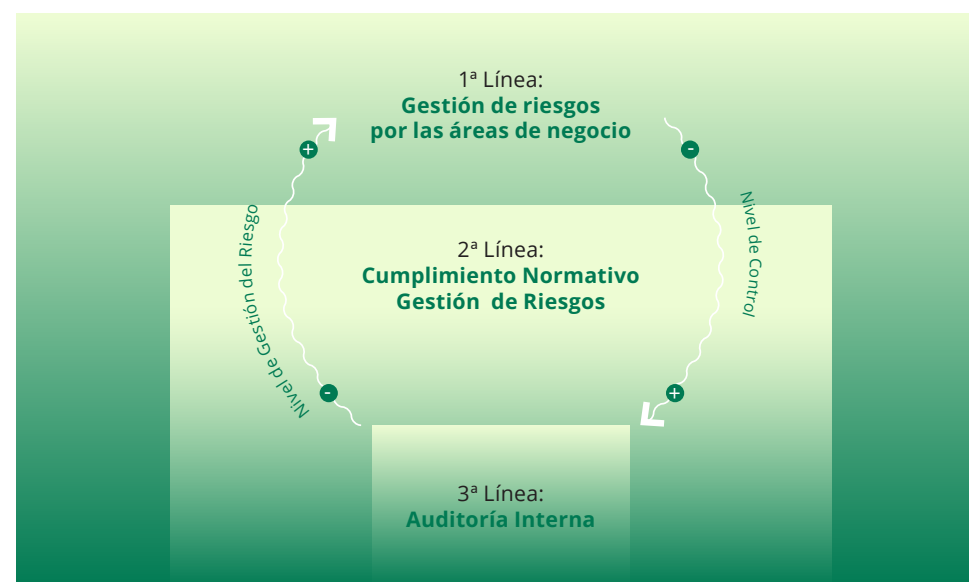 1ª Línea:
Gestión de riesgos
por las áreas de negocio
+
-
Nivel de Gestión del Riesgo
Nivel de Control
2ª Línea:
Cumplimiento Normativo
Gestión de Riesgos
-
+
3ª Línea:
Auditoría Interna